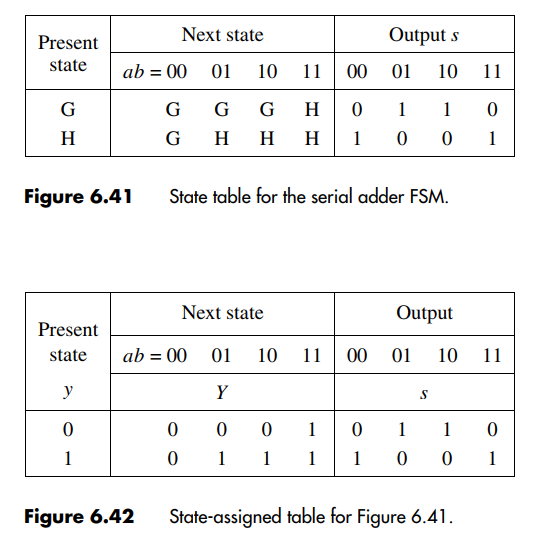 Present state Next state Output s
ab = 00 01 10 11 00 01 10 11
G G G G H 0 1 1 0
H G H H H 1 0 0 1
Figure 6.41 State table for the serial adder FSM.
Present state Next state Output
ab = 00 01 10 11 00 01 10 11
y Y s
0 0 0 0 1 0 1 1 0
1 0 1 1 1 1 0 0 1
Figure 6.42 State-assigned table for Figure 6.41.